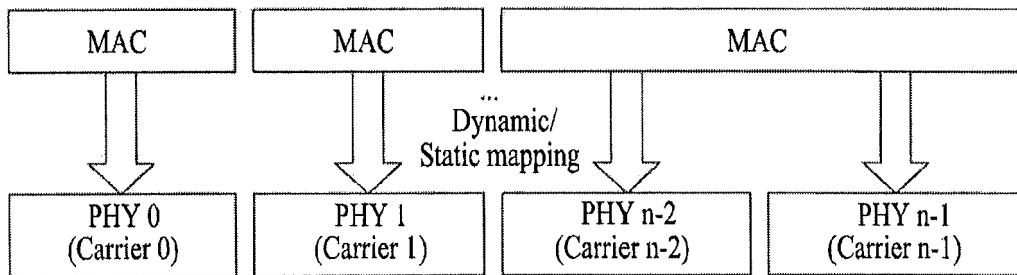 MAC
MAC
MAC
...
Dynamic/
Static mapping
PHY 0
(Carrier 0)
PHY 1
(Carrier 1)
PHY n-2
(Carrier n-2)
PHY n-1
(Carrier n-1)